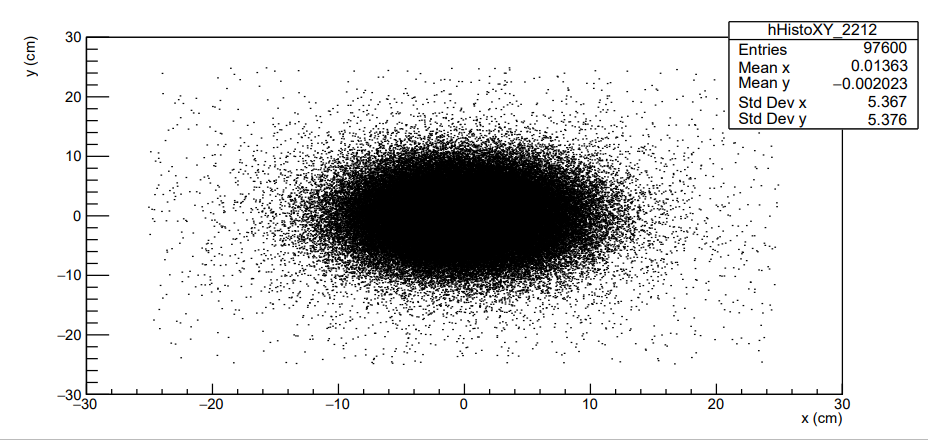 hHistoXY_2212
Entries 97600
Mean x 0.01363
Mean y −0.002023
Std Dev x 5.367
Std Dev y 5.376
y (cm)
30
20
10
0
−10
−20
−30
−30 −20 −10 0 10 20 30
x (cm)